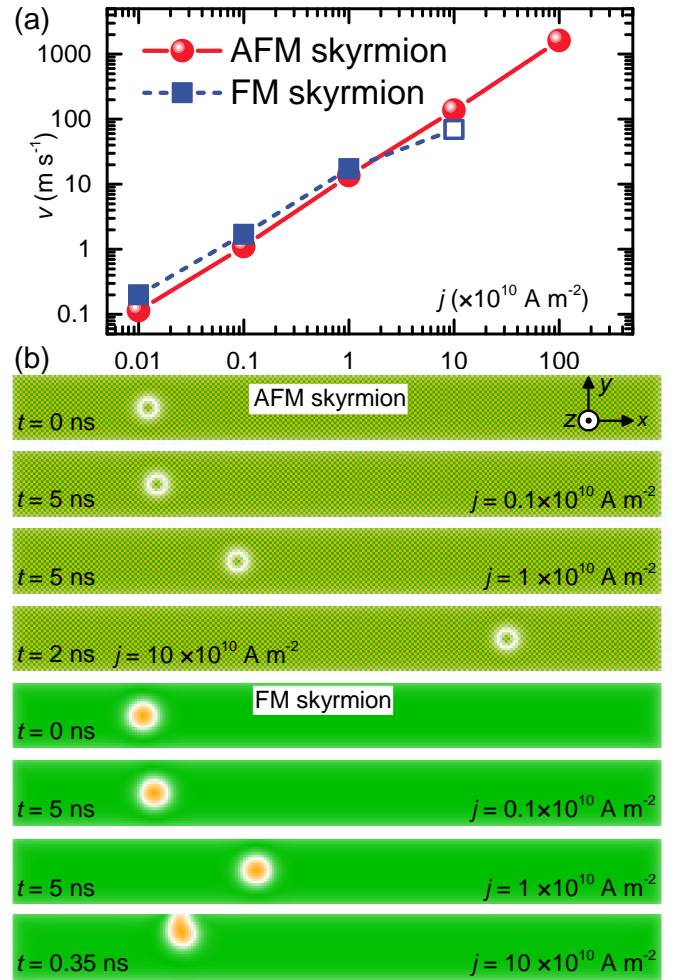 (a)
1000
100
10
1
0.1
v (m s⁻¹)
AFM skyrmion
FM skyrmion
j (×10¹⁰ A m⁻²)
0.01 0.1 1 10 100
(b)
AFM skyrmion
t = 0 ns
y
z
x
t = 5 ns j = 0.1×10¹⁰ A m⁻²
t = 5 ns j = 1 ×10¹⁰ A m⁻²
t = 2 ns j = 10 ×10¹⁰ A m⁻²
FM skyrmion
t = 0 ns
t = 5 ns j = 0.1×10¹⁰ A m⁻²
t = 5 ns j = 1 ×10¹⁰ A m⁻²
t = 0.35 ns j = 10 ×10¹⁰ A m⁻²